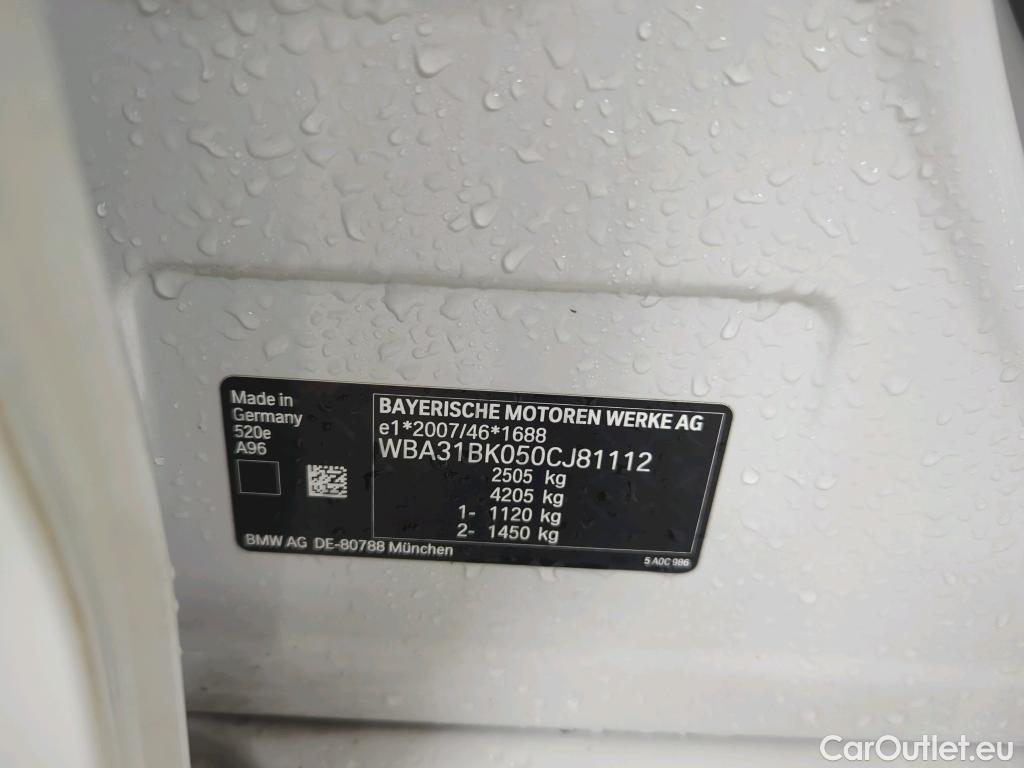 Made in
Germany
520e
A96
BAYERISCHE MOTOREN WERKE AG
e1*2007/46*1688
WBA31BK050CJ81112
2505 kg
4205 kg
1- 1120 kg
2- 1450 kg
BMW AG DE-80788 München
5 A0C 986
CarOutlet.eu